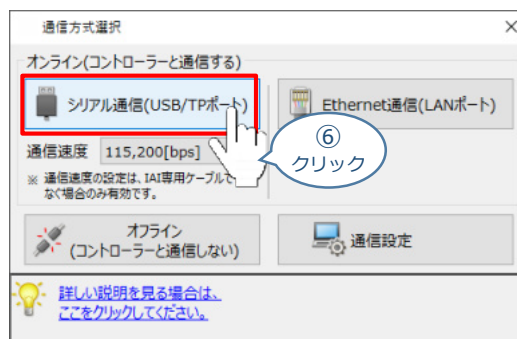 通信方式選択
オンライン(コントローラーと通信する)
シリアル通信(USB/TPポート)
Ethernet通信(LANポート)
通信速度 115,200[bps]
⑥
クリック
※ 通信速度の設定は、IAI専用ケーブルで
なぐ場合のみ有効です。
オフライン
(コントローラーと通信しない)
通信設定
詳しい説明を見る場合は、
ここをクリックしてください。